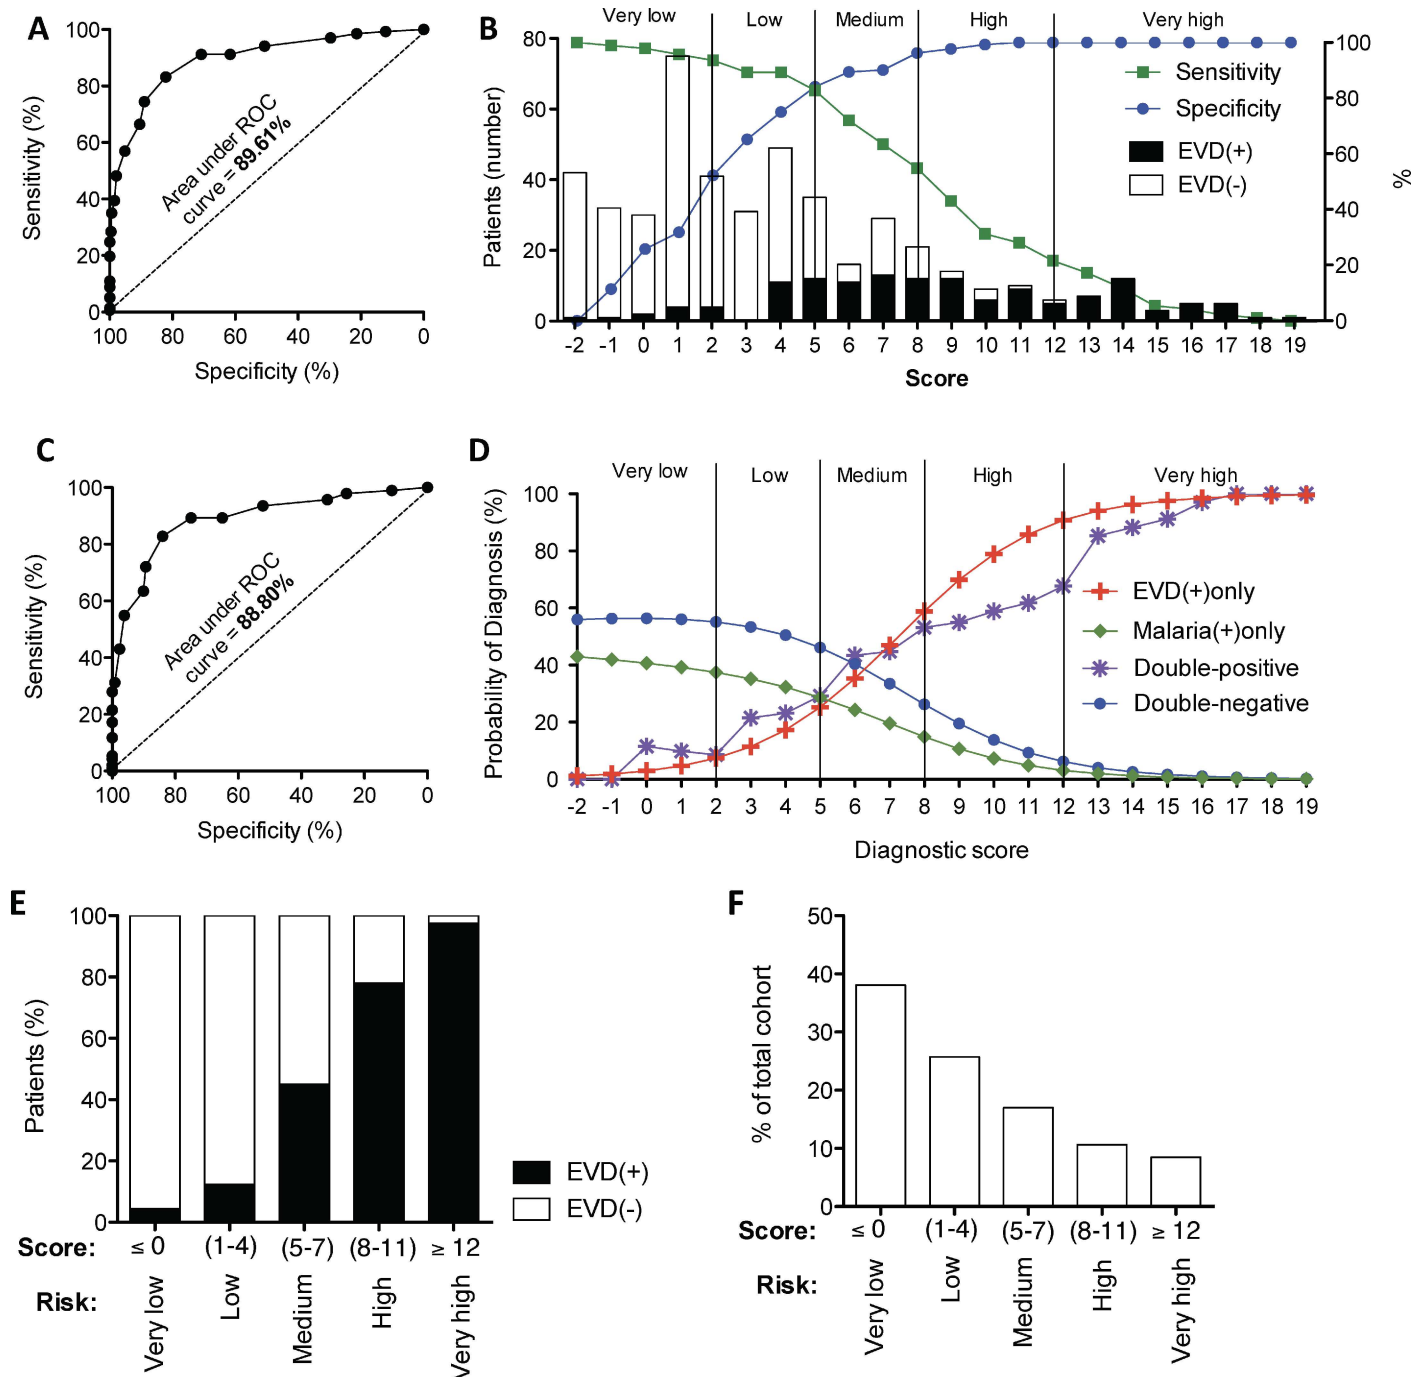 A
100
80
60
40
20
0
Sensitivity (%)
Area under ROC
curve = 89.61%
100 80 60 40 20 0
Specificity (%)
B
Very low Low Medium High Very high
80
60
40
20
0
Patients (number)
100
80
60
40
20
0
%
Sensitivity
Specificity
EVD(+)
EVD(-)
-2 -1 0 1 2 3 4 5 6 7 8 9 10 11 12 13 14 15 16 17 18 19
Score
C
100
80
60
40
20
0
Sensitivity (%)
Area under ROC
curve = 88.80%
100 80 60 40 20 0
Specificity (%)
D
Very low Low Medium High Very high
100
80
60
40
20
0
Probability of Diagnosis (%)
EVD(+)only
Malaria(+)only
Double-positive
Double-negative
-2 -1 0 1 2 3 4 5 6 7 8 9 10 11 12 13 14 15 16 17 18 19
Diagnostic score
E
100
80
60
40
20
0
Patients (%)
EVD(+)
EVD(-)
Score: ≤ 0 (1-4) (5-7) (8-11) ≥ 12
Risk: Very low Low Medium High Very high
F
50
40
30
20
10
0
% of total cohort
Score: ≤ 0 (1-4) (5-7) (8-11) ≥ 12
Risk: Very low Low Medium High Very high